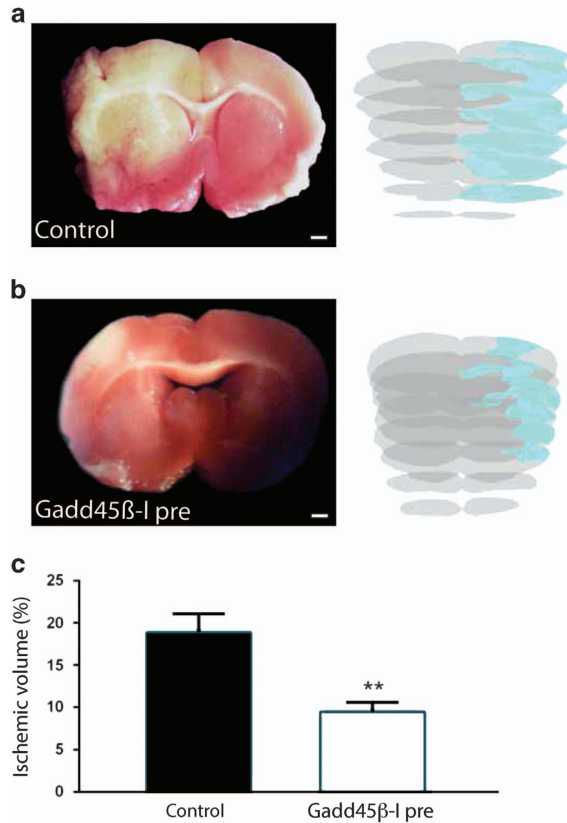 a
Control
b
Gadd45ß-I pre
c
Ischemic volume (%)
25
20
15
10
5
0
**
Control
Gadd45β-I pre